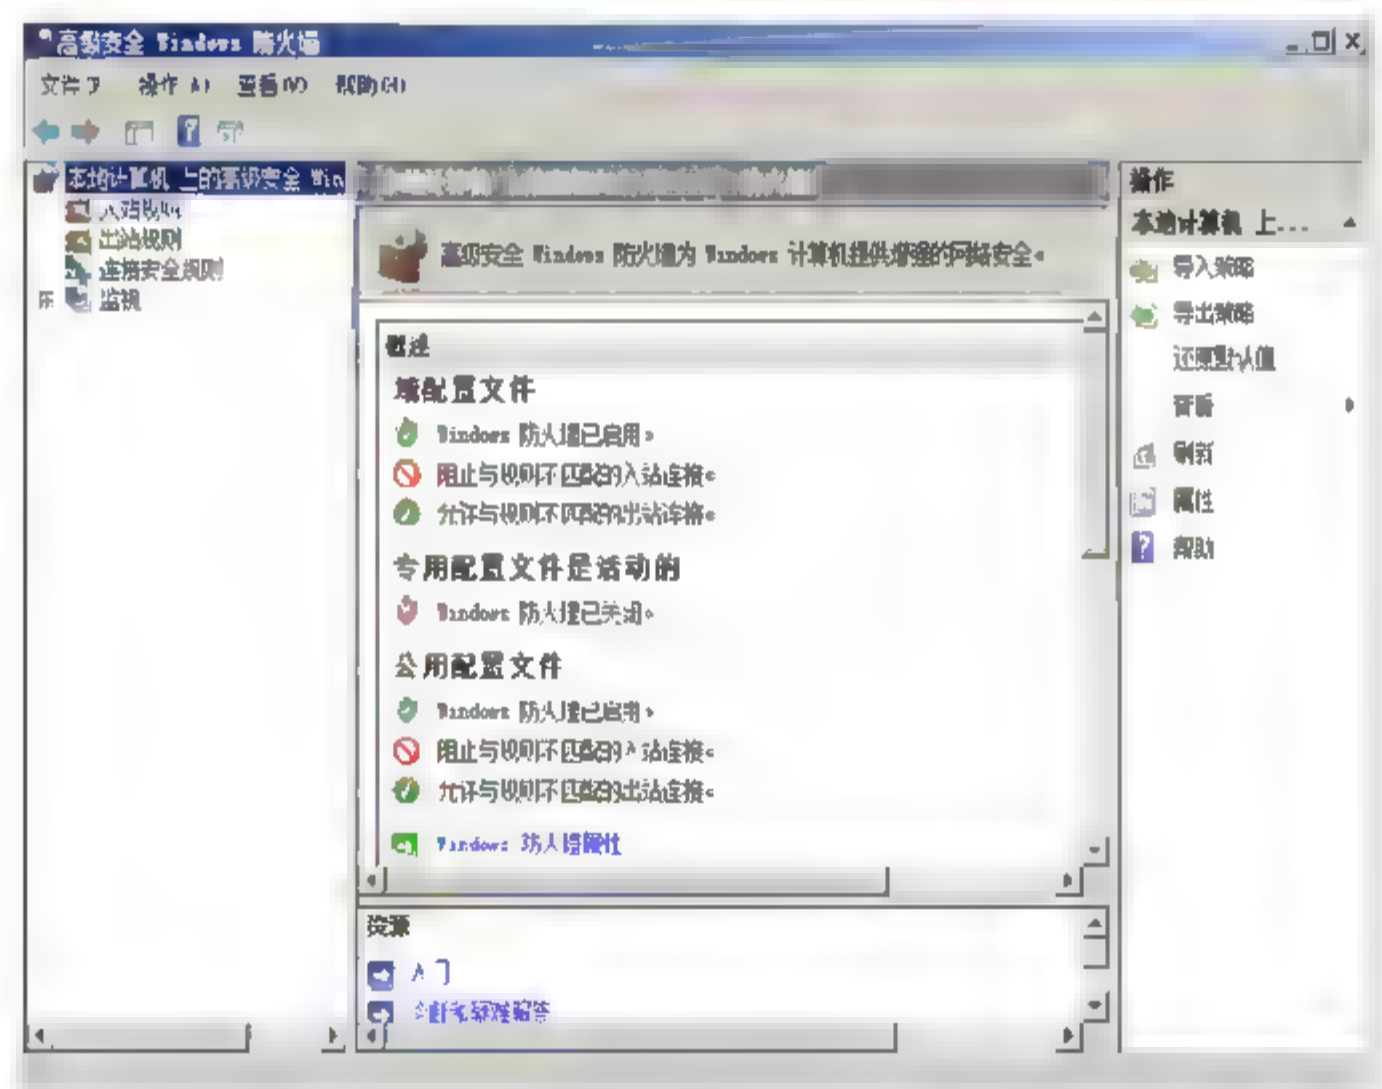 高级安全 Windows 防火墙
文件(F) 操作(A) 查看(V) 帮助(H)
本地计算机 上的高级安全 Win
入站规则
出站规则
连接安全规则
监视
高级安全 Windows 防火墙为 Windows 计算机提供增强的网络安全。
概述
域配置文件
Windows 防火墙已启用。
阻止与规则不匹配的入站连接。
允许与规则不匹配的出站连接。
专用配置文件是活动的
Windows 防火墙已关闭。
公用配置文件
Windows 防火墙已启用。
阻止与规则不匹配的入站连接。
允许与规则不匹配的出站连接。
Windows 防火墙属性
资源
入门
诊断和疑难解答
操作
本地计算机 上...
导入策略
导出策略
还原默认值
查看
刷新
属性
帮助